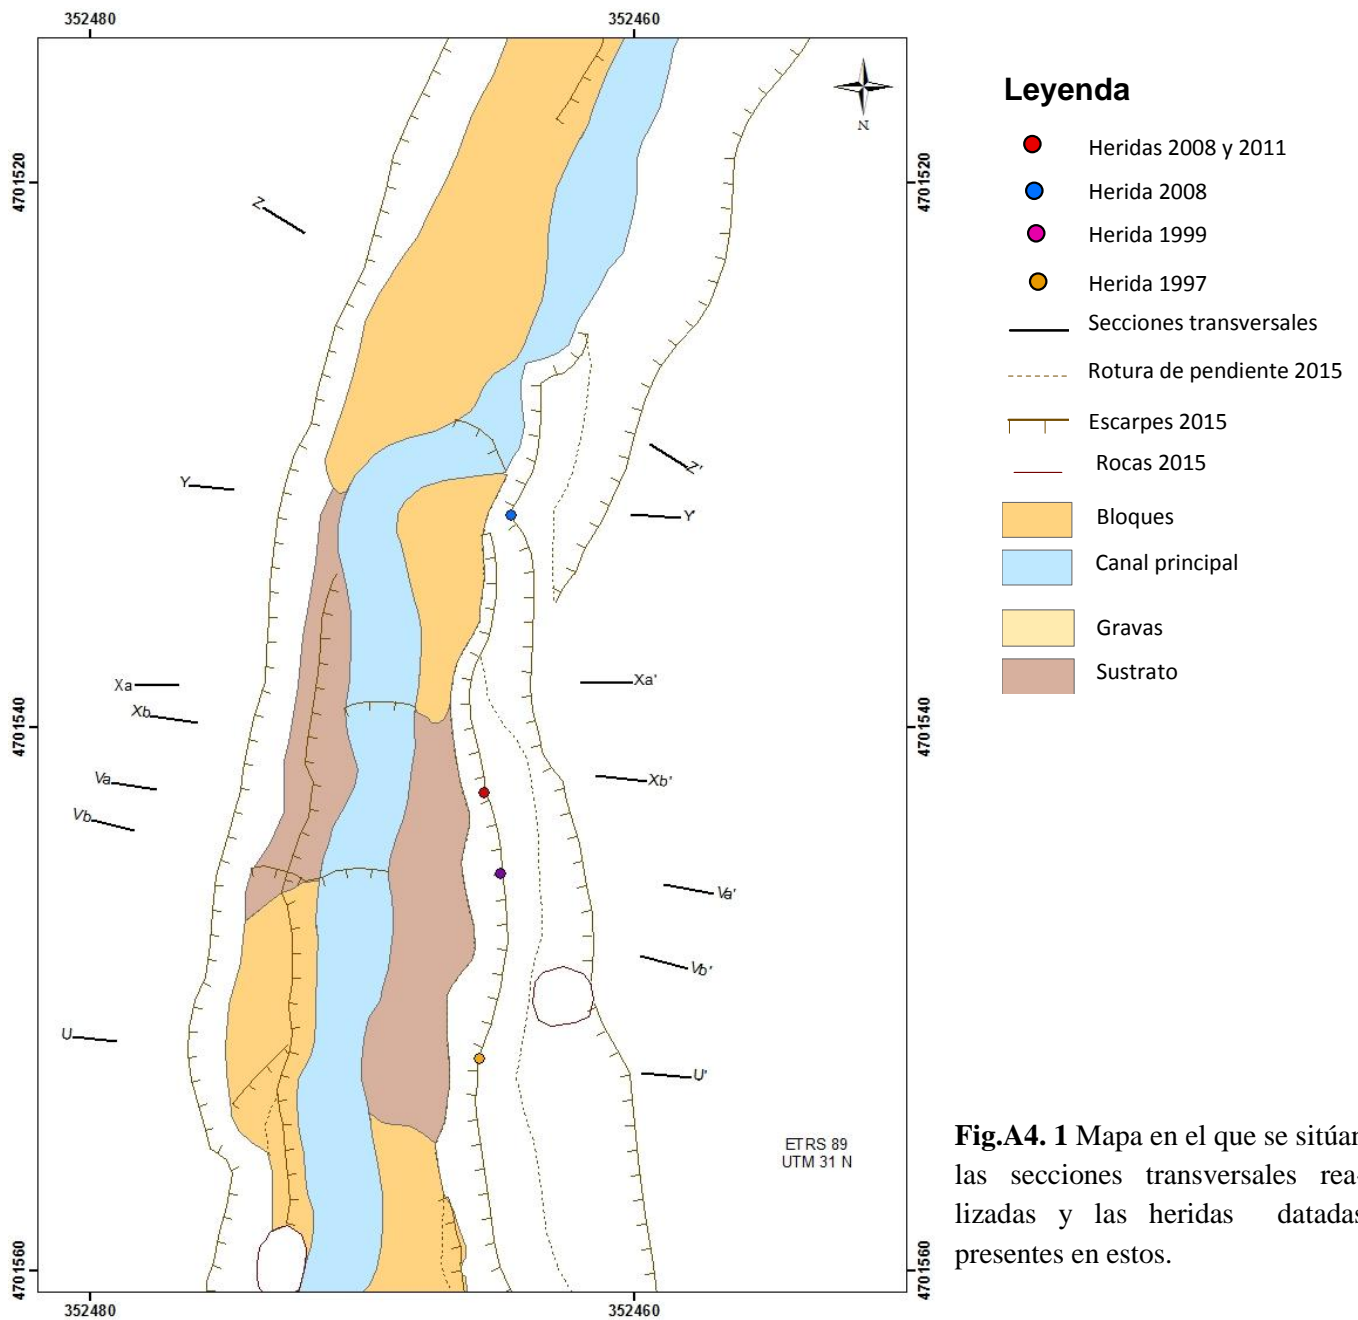 352480
352460
4701520
4701520
N
Z
Z'
Y
Y'
Xa
Xa'
Xb
Xb'
4701540
4701540
Va
Va'
Vb
Vb'
U
U'
ETRS 89
UTM 31 N
4701560
4701560
352480
352460
Leyenda
Heridas 2008 y 2011
Herida 2008
Herida 1999
Herida 1997
Secciones transversales
Rotura de pendiente 2015
Escarpes 2015
Rocas 2015
Bloques
Canal principal
Gravas
Sustrato
Fig.A4. 1 Mapa en el que se sitúan
las secciones transversales rea-
lizadas y las heridas datadas
presentes en estos.